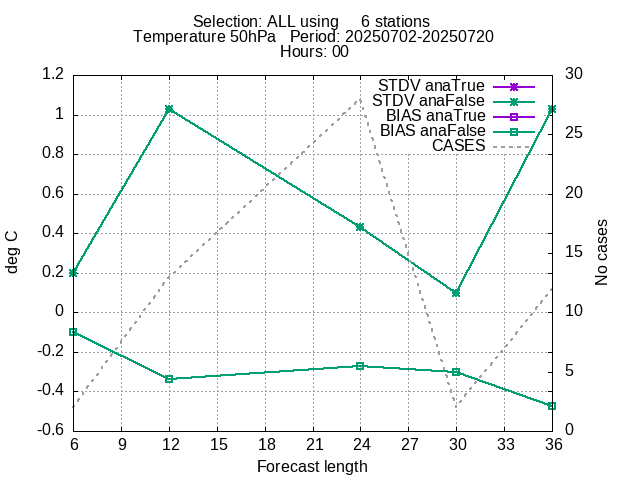 Selection: ALL using 6 stations
Temperature 50hPa Period: 20250702-20250720
Hours: 00
STDV anaTrue
STDV anaFalse
BIAS anaTrue
BIAS anaFalse
CASES
deg C
1.2
1
0.8
0.6
0.4
0.2
0
-0.2
-0.4
-0.6
No cases
30
25
20
15
10
5
0
6 9 12 15 18 21 24 27 30 33 36
Forecast length